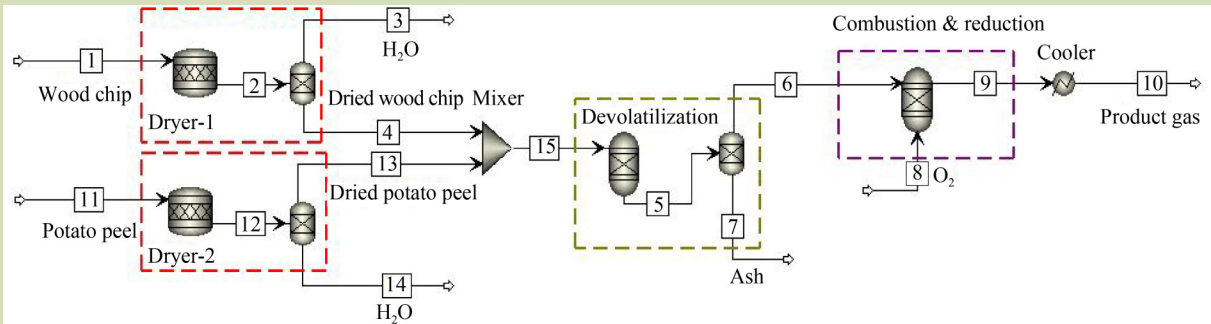 3
H₂O
Combustion & reduction
Cooler
1
Wood chip
2
Dryer-1
Dried wood chip Mixer
4
6
9
10
Product gas
Devolatilization
15
13
Dried potato peel
8 O₂
5
7
11
Potato peel
12
Dryer-2
14
H₂O
Ash